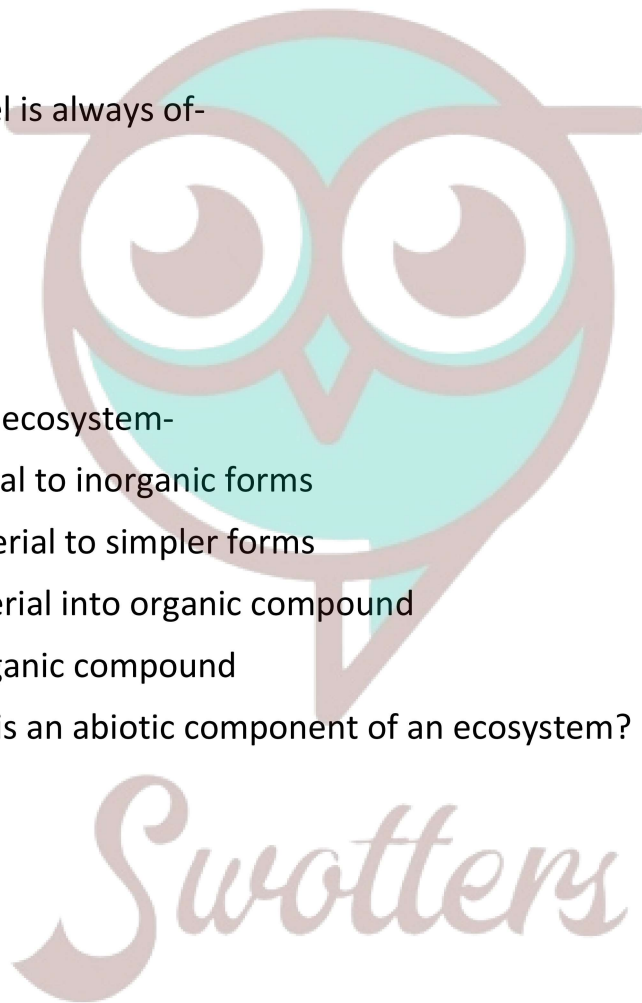 el is always of-
ecosystem-
al to inorganic forms
erial to simpler forms
erial into organic compound
ganic compound
is an abiotic component of an ecosystem?
Swotters